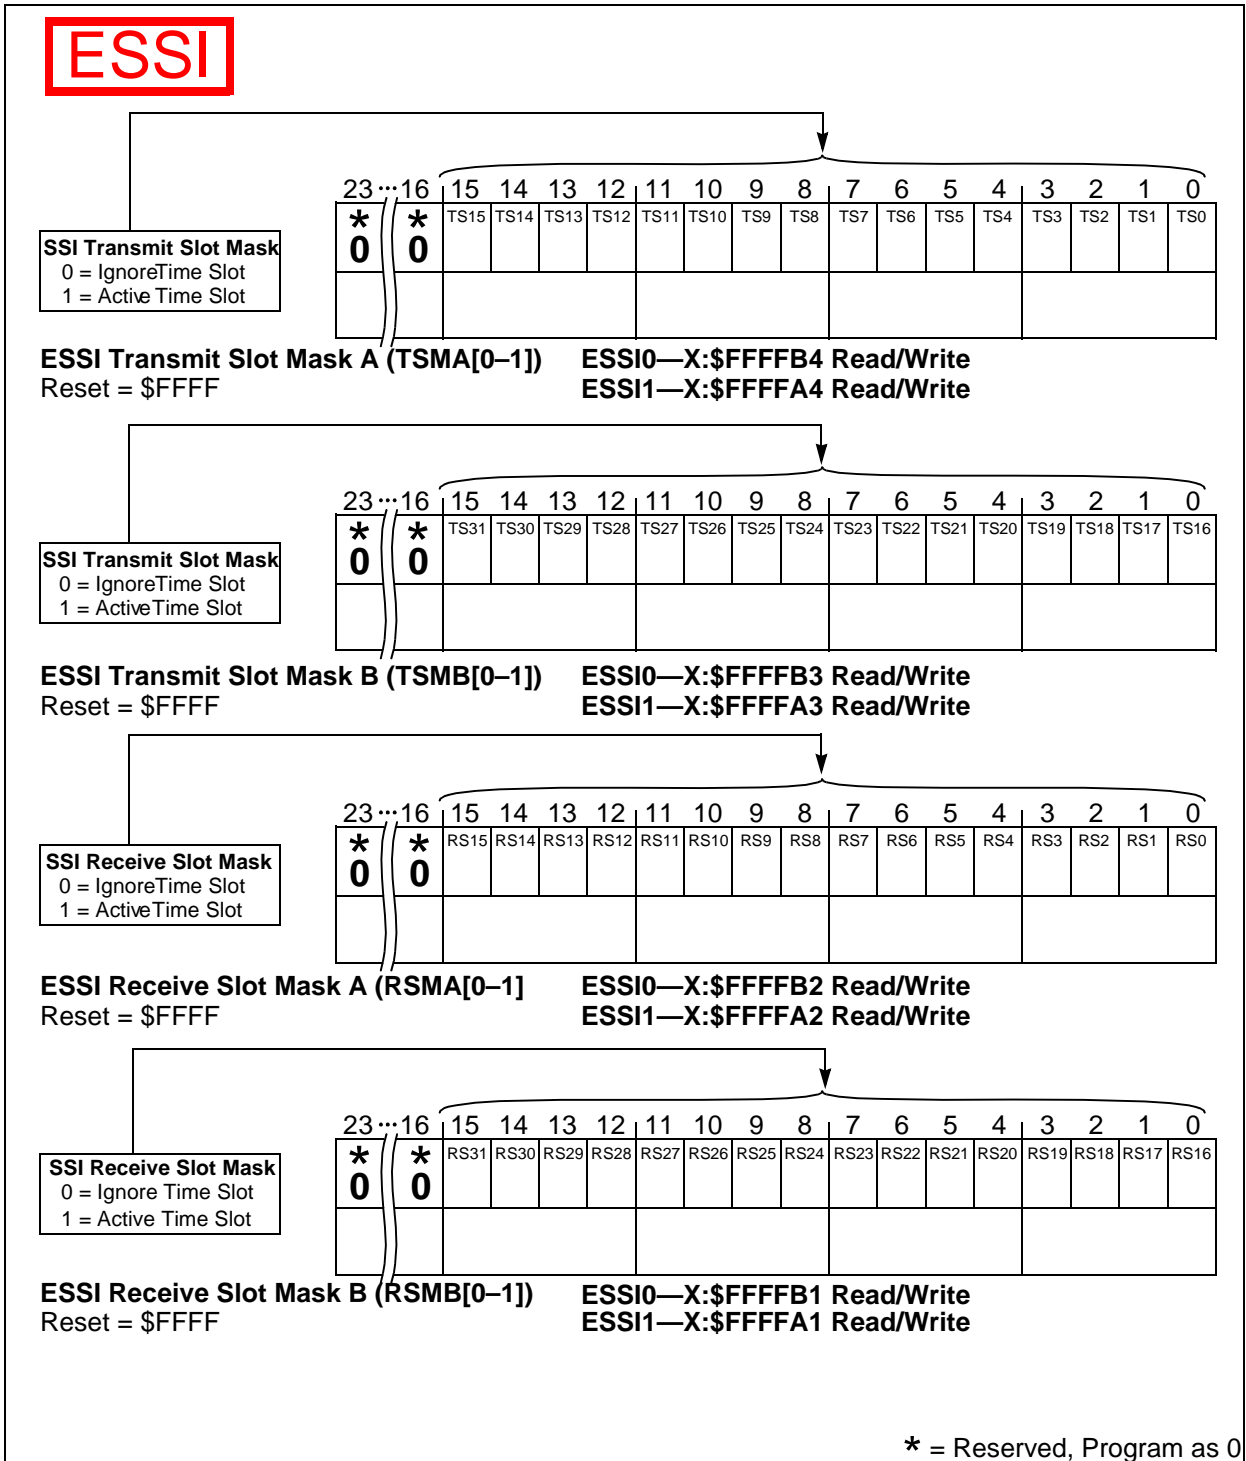 ESSI
23 ··· 16 15 14 13 12 11 10 9 8 7 6 5 4 3 2 1 0
* * TS15 TS14 TS13 TS12 TS11 TS10 TS9 TS8 TS7 TS6 TS5 TS4 TS3 TS2 TS1 TS0
0 0
SSI Transmit Slot Mask
0 = IgnoreTime Slot
1 = Active Time Slot
ESSI Transmit Slot Mask A (TSMA[0–1]) ESSI0—X:$FFFFB4 Read/Write
Reset = $FFFF ESSI1—X:$FFFFA4 Read/Write
23 ··· 16 15 14 13 12 11 10 9 8 7 6 5 4 3 2 1 0
* * TS31 TS30 TS29 TS28 TS27 TS26 TS25 TS24 TS23 TS22 TS21 TS20 TS19 TS18 TS17 TS16
0 0
SSI Transmit Slot Mask
0 = IgnoreTime Slot
1 = ActiveTime Slot
ESSI Transmit Slot Mask B (TSMB[0–1]) ESSI0—X:$FFFFB3 Read/Write
Reset = $FFFF ESSI1—X:$FFFFA3 Read/Write
23 ··· 16 15 14 13 12 11 10 9 8 7 6 5 4 3 2 1 0
* * RS15 RS14 RS13 RS12 RS11 RS10 RS9 RS8 RS7 RS6 RS5 RS4 RS3 RS2 RS1 RS0
0 0
SSI Receive Slot Mask
0 = IgnoreTime Slot
1 = ActiveTime Slot
ESSI Receive Slot Mask A (RSMA[0–1] ESSI0—X:$FFFFB2 Read/Write
Reset = $FFFF ESSI1—X:$FFFFA2 Read/Write
23 ··· 16 15 14 13 12 11 10 9 8 7 6 5 4 3 2 1 0
* * RS31 RS30 RS29 RS28 RS27 RS26 RS25 RS24 RS23 RS22 RS21 RS20 RS19 RS18 RS17 RS16
0 0
SSI Receive Slot Mask
0 = Ignore Time Slot
1 = Active Time Slot
ESSI Receive Slot Mask B (RSMB[0–1]) ESSI0—X:$FFFFB1 Read/Write
Reset = $FFFF ESSI1—X:$FFFFA1 Read/Write
* = Reserved, Program as 0